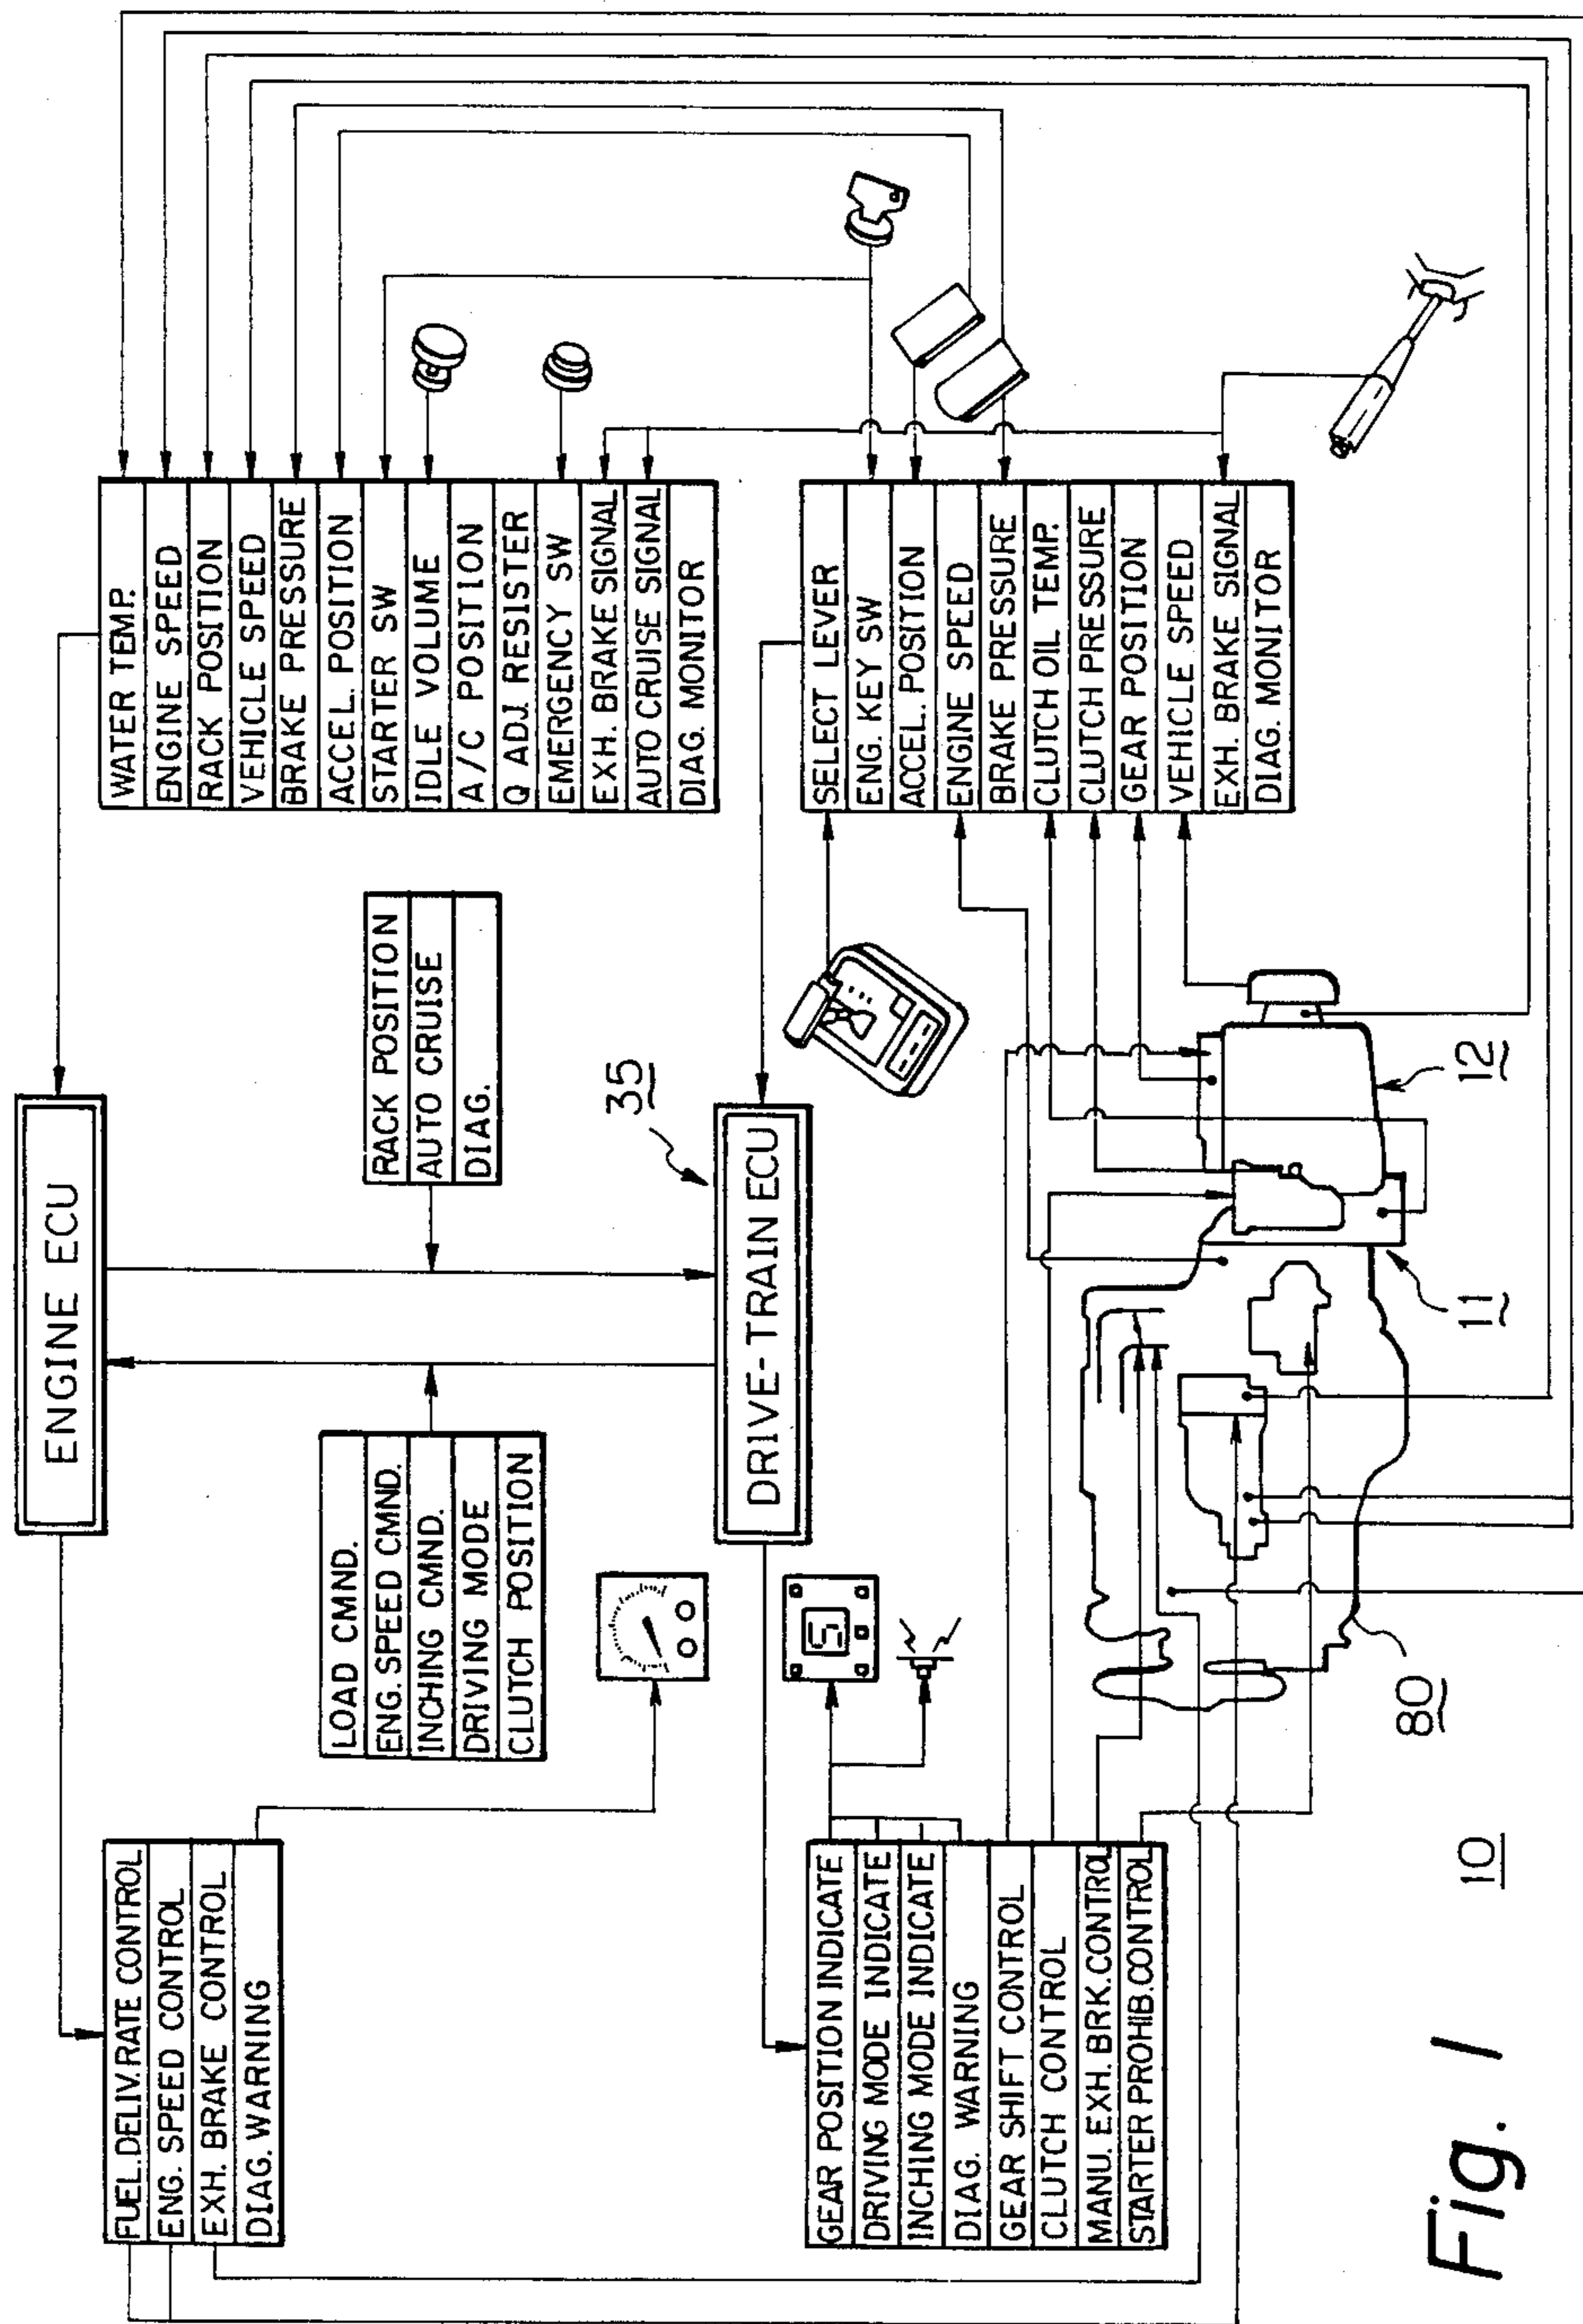 FUEL.DELIV.RATE CONTROL
ENG. SPEED CONTROL
EXH. BRAKE CONTROL
DIAG. WARNING
ENGINE ECU
WATER TEMP.
ENGINE SPEED
RACK POSITION
VEHICLE SPEED
BRAKE PRESSURE
ACCEL. POSITION
STARTER SW
IDLE VOLUME
A/C POSITION
Q ADJ. RESISTER
EMERGENCY SW
EXH. BRAKE SIGNAL
AUTO CRUISE SIGNAL
DIAG. MONITOR
LOAD CMND.
ENG. SPEED CMND.
INCHING CMND.
DRIVING MODE
CLUTCH POSITION
RACK POSITION
AUTO CRUISE
DIAG.
35
DRIVE-TRAIN ECU
5
GEAR POSITION INDICATE
DRIVING MODE INDICATE
INCHING MODE INDICATE
DIAG. WARNING
GEAR SHIFT CONTROL
CLUTCH CONTROL
MANU. EXH. BRK. CONTROL
STARTER PROHIB. CONTROL
SELECT LEVER
ENG. KEY SW
ACCEL. POSITION
ENGINE SPEED
BRAKE PRESSURE
CLUTCH OIL TEMP.
CLUTCH PRESSURE
GEAR POSITION
VEHICLE SPEED
EXH. BRAKE SIGNAL
DIAG. MONITOR
80
11
12
10
Fig. 1